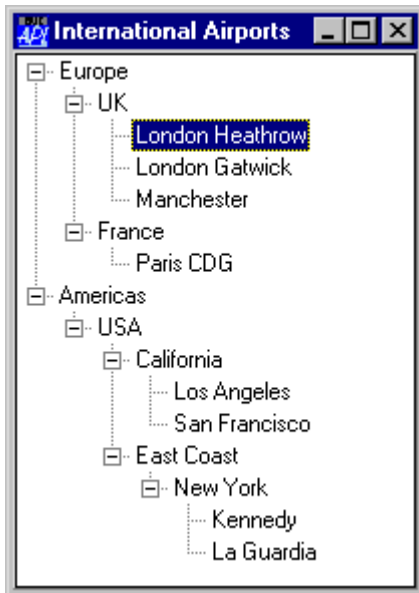 International Airports
Europe
UK
London Heathrow
London Gatwick
Manchester
France
Paris CDG
Americas
USA
California
Los Angeles
San Francisco
East Coast
New York
Kennedy
La Guardia